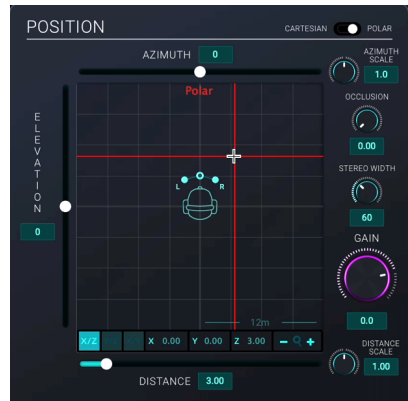 POSITION
CARTESIAN POLAR
AZIMUTH 0
AZIMUTH
SCALE
1.0
Polar
ELEVATION
0
OCCLUSION
0.00
L R
STEREO WIDTH
60
GAIN
0.0
12m
X/Z X 0.00 Y 0.00 Z 3.00 - +
DISTANCE
SCALE
1.00
DISTANCE 3.00